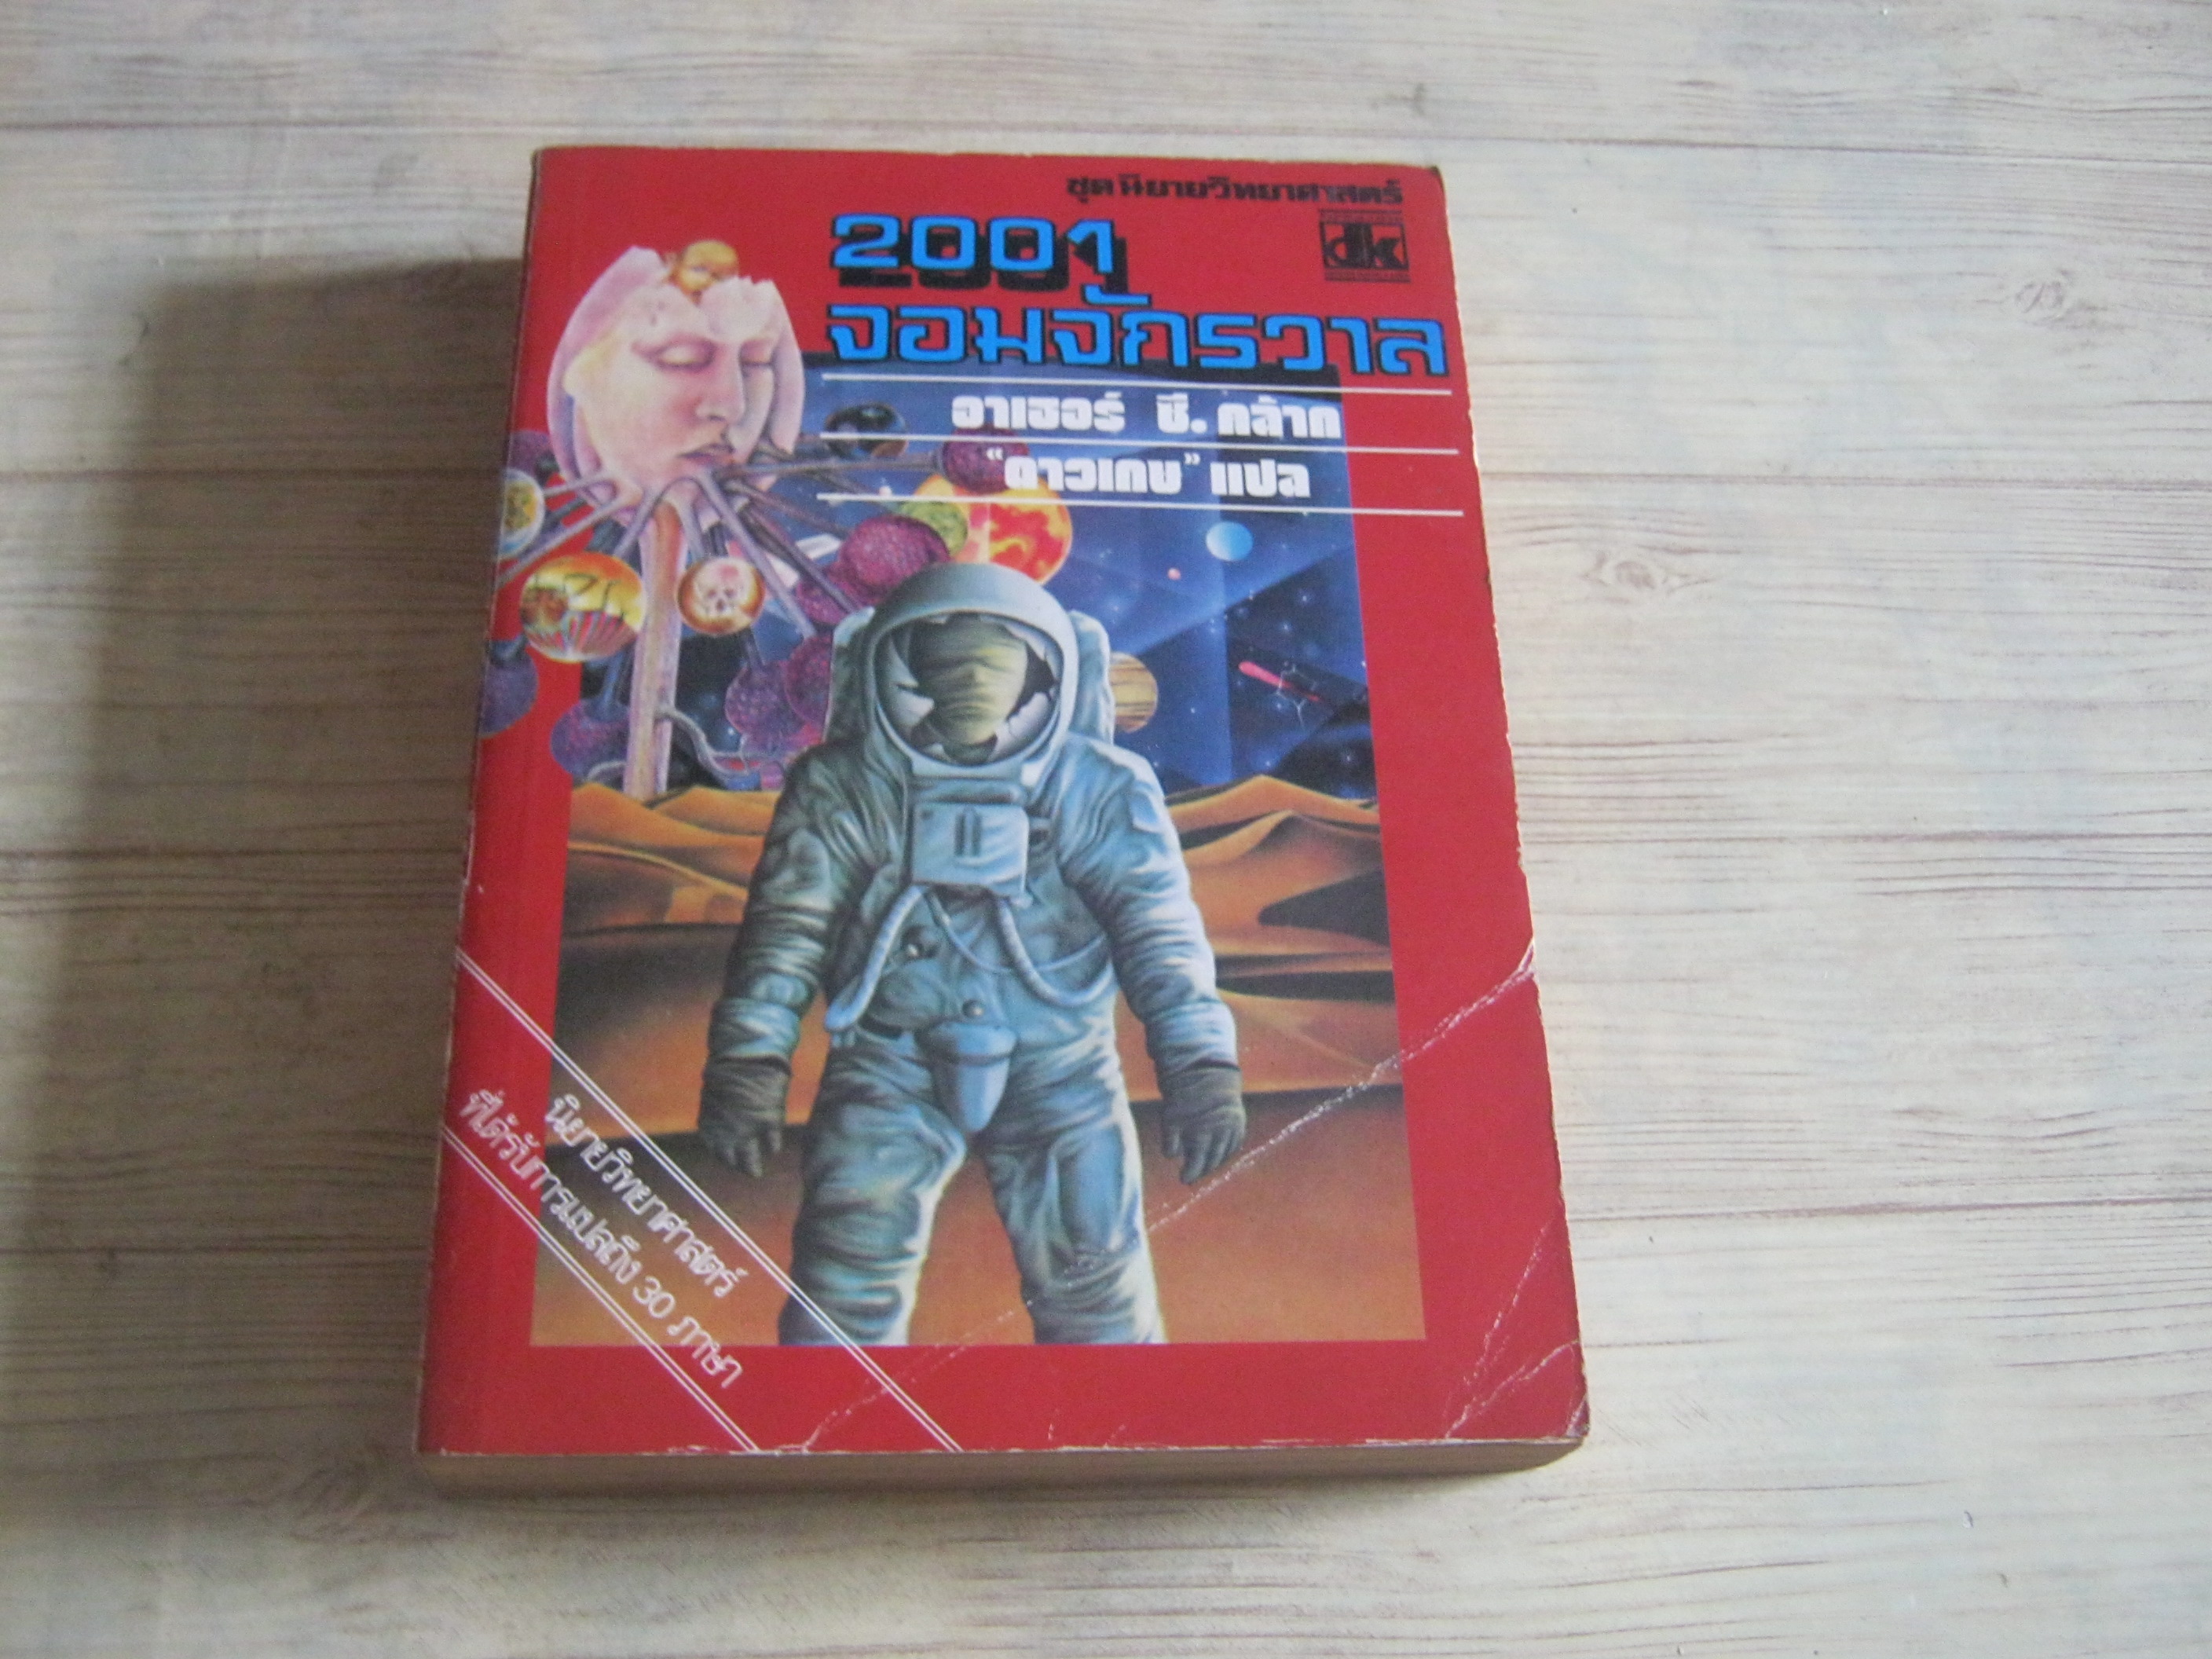 ชุดนิยายวิทยาศาสตร์
dk
2001
จอมจักรวาล
อาเธอร์ ซี. คล้าก
“ดาวเกษ” แปล
นิยายวิทยาศาสตร์
ที่ได้รับการแปลถึง 30 ภาษา